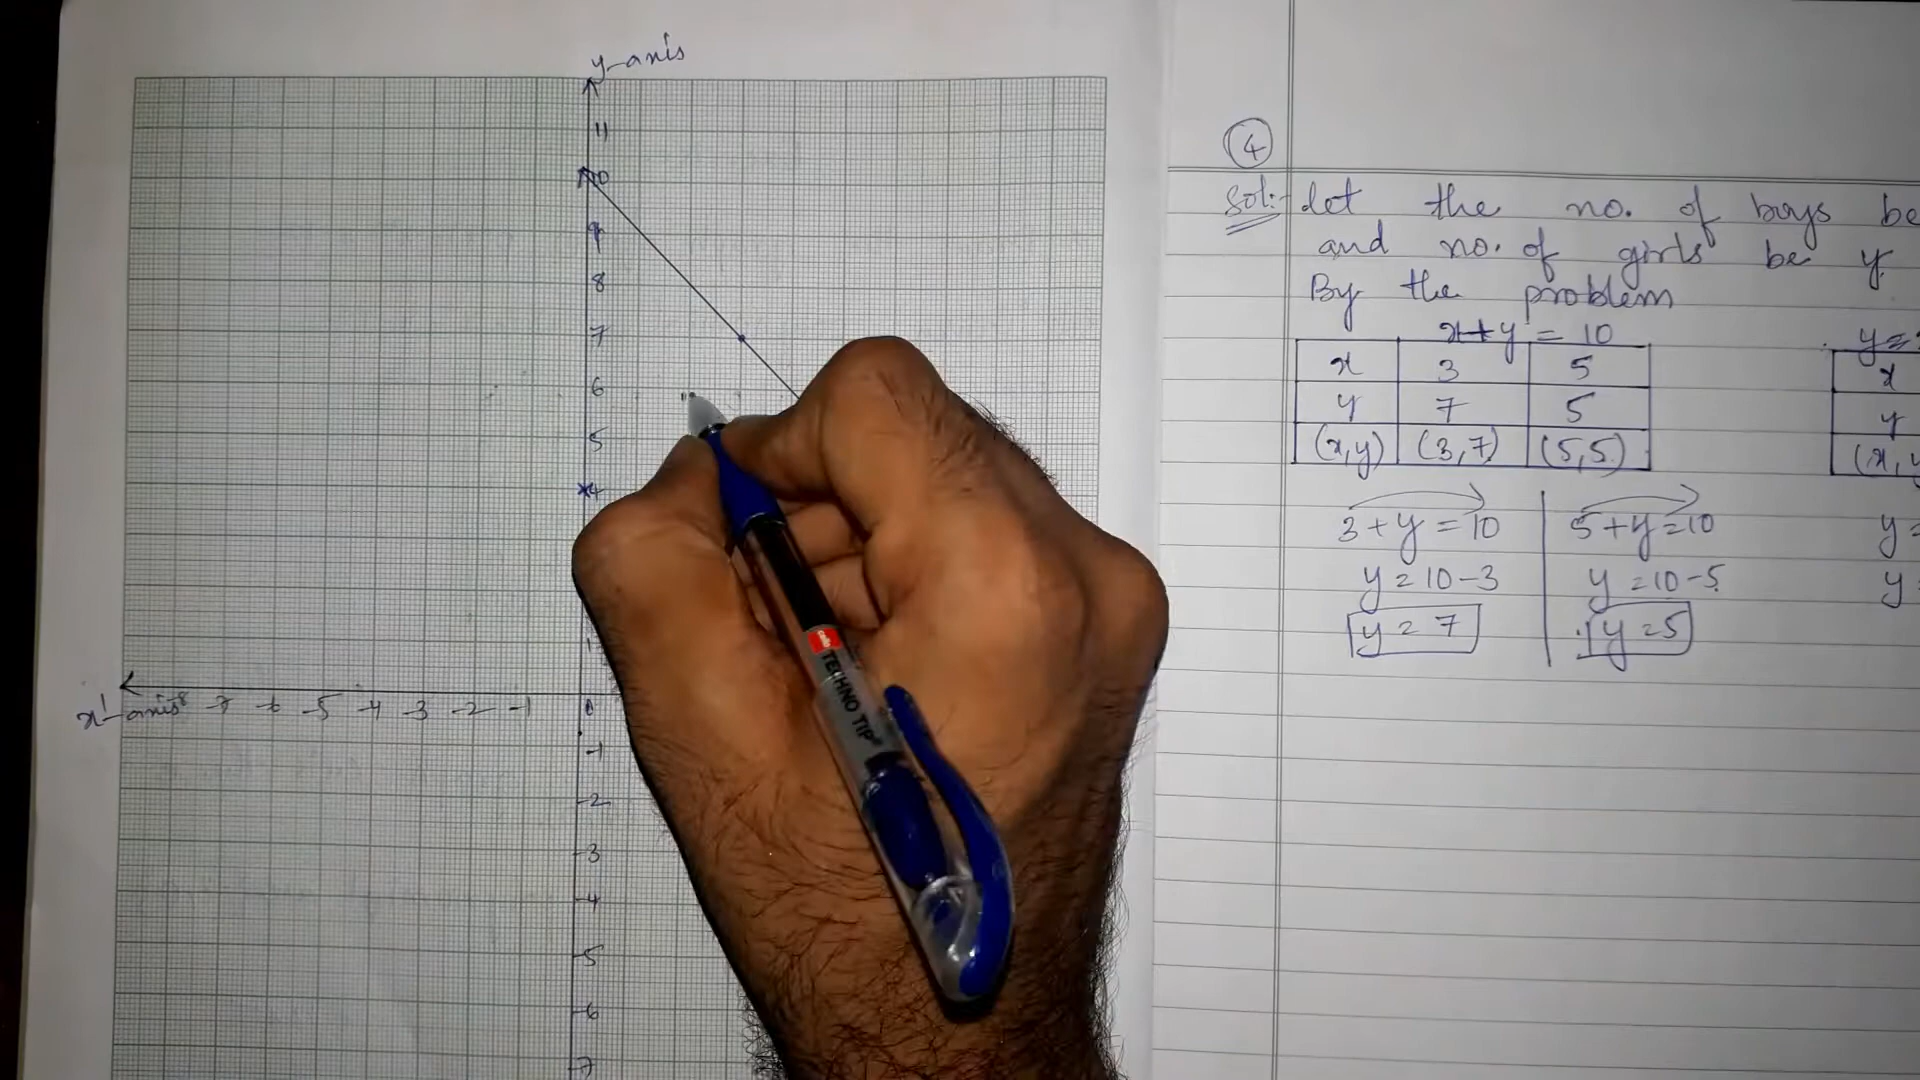 y-axis
11
10
9
8
7
6
5
4
1
x'-axis -8 -7 -6 -5 -4 -3 -2 -1 0
-1
-2
-3
-4
-5
-6
-7
cello TECHNO TIP
4
Sol:- Let the no. of boys be
and no. of girls be y.
By the problem
x+y = 10
x 3 5
y 7 5
(x,y) (3,7) (5,5)
3+y=10 5+y=10
y=10-3 y=10-5
y=7 y=5
y=
x
y
(x,y
y=
y=